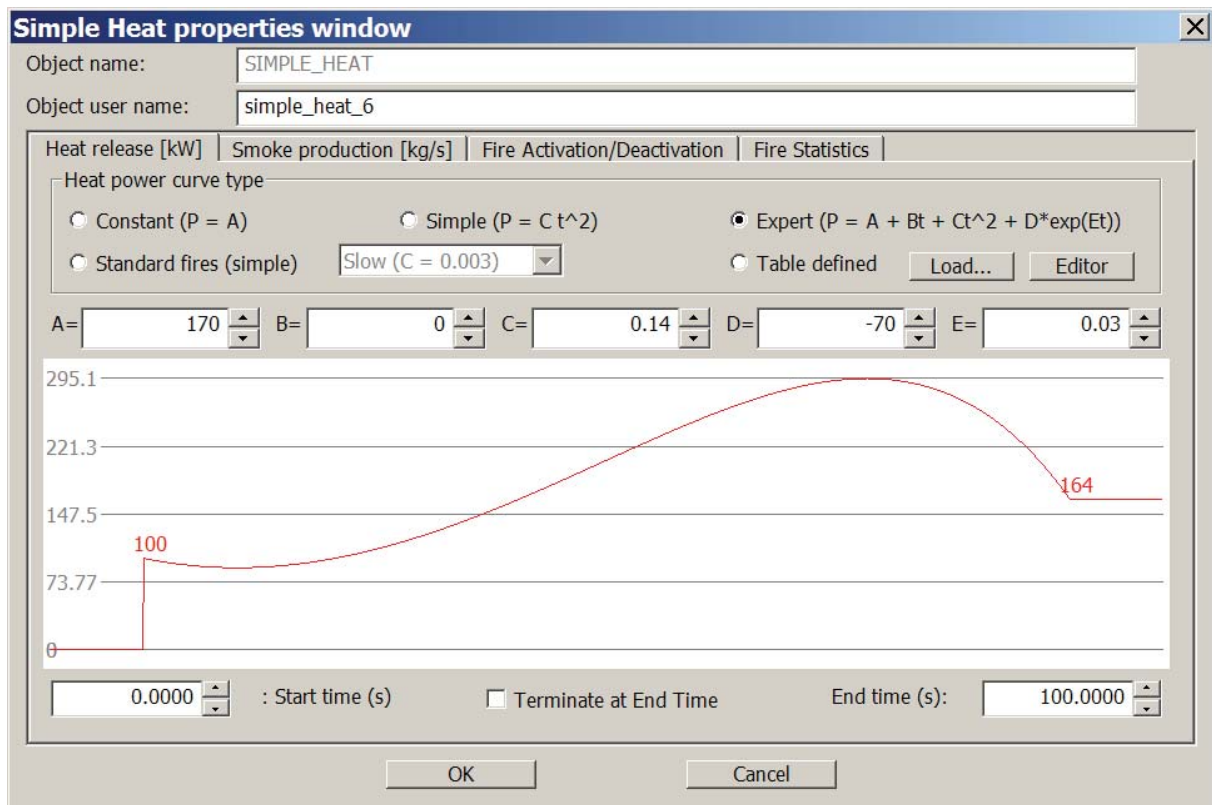 Simple Heat properties window
Object name: SIMPLE_HEAT
Object user name: simple_heat_6
Heat release [kW] Smoke production [kg/s] Fire Activation/Deactivation Fire Statistics
Heat power curve type
Constant (P = A) Simple (P = C t^2) Expert (P = A + Bt + Ct^2 + D*exp(Et))
Standard fires (simple) Slow (C = 0.003) Table defined Load... Editor
A= 170 B= 0 C= 0.14 D= -70 E= 0.03
295.1
221.3
164
147.5
100
73.77
0
0.0000 : Start time (s) Terminate at End Time End time (s): 100.0000
OK Cancel